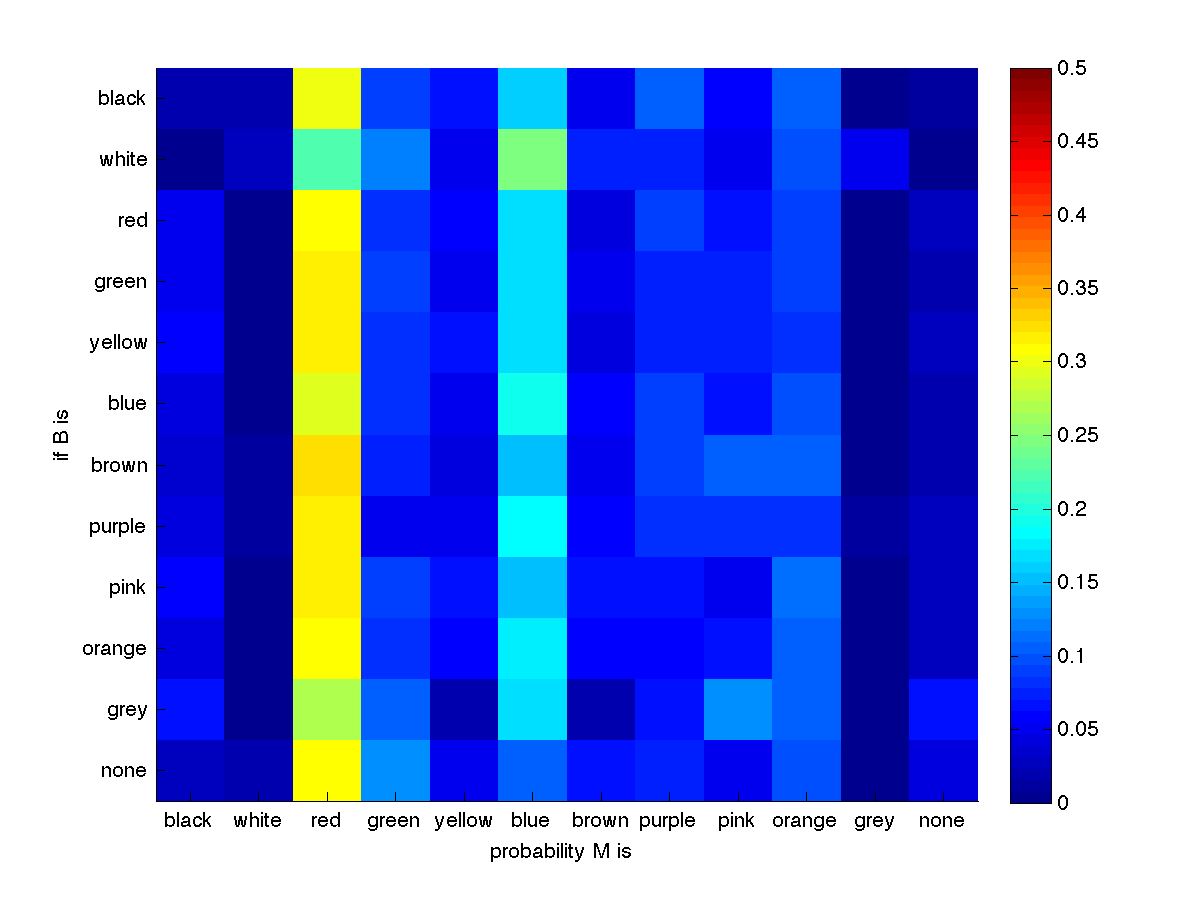 if B is
black
white
red
green
yellow
blue
brown
purple
pink
orange
grey
none
black white red green yellow blue brown purple pink orange grey none
probability M is
0.5
0.45
0.4
0.35
0.3
0.25
0.2
0.15
0.1
0.05
0